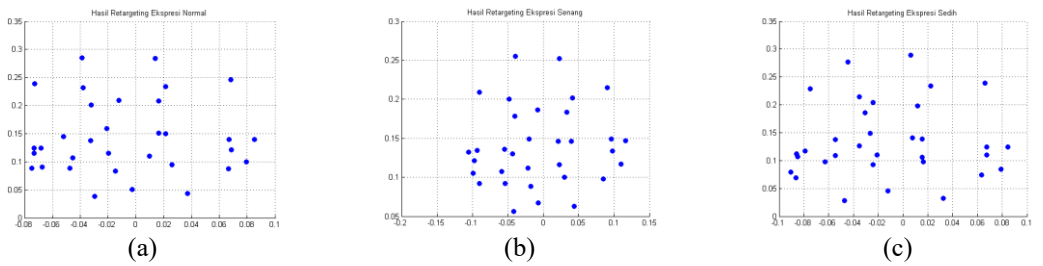 Hasil Retargeting Ekspresi Normal
0.35
0.3
0.25
0.2
0.15
0.1
0.05
0
-0.08 -0.06 -0.04 -0.02 0 0.02 0.04 0.06 0.08 0.1
(a)
Hasil Retargeting Ekspresi Senang
0.3
0.25
0.2
0.15
0.1
0.05
-0.2 -0.15 -0.1 -0.05 0 0.05 0.1 0.15
(b)
Hasil Retargeting Ekspresi Sedih
0.35
0.3
0.25
0.2
0.15
0.1
0.05
0
-0.1 -0.08 -0.06 -0.04 -0.02 0 0.02 0.04 0.06 0.08 0.1
(c)